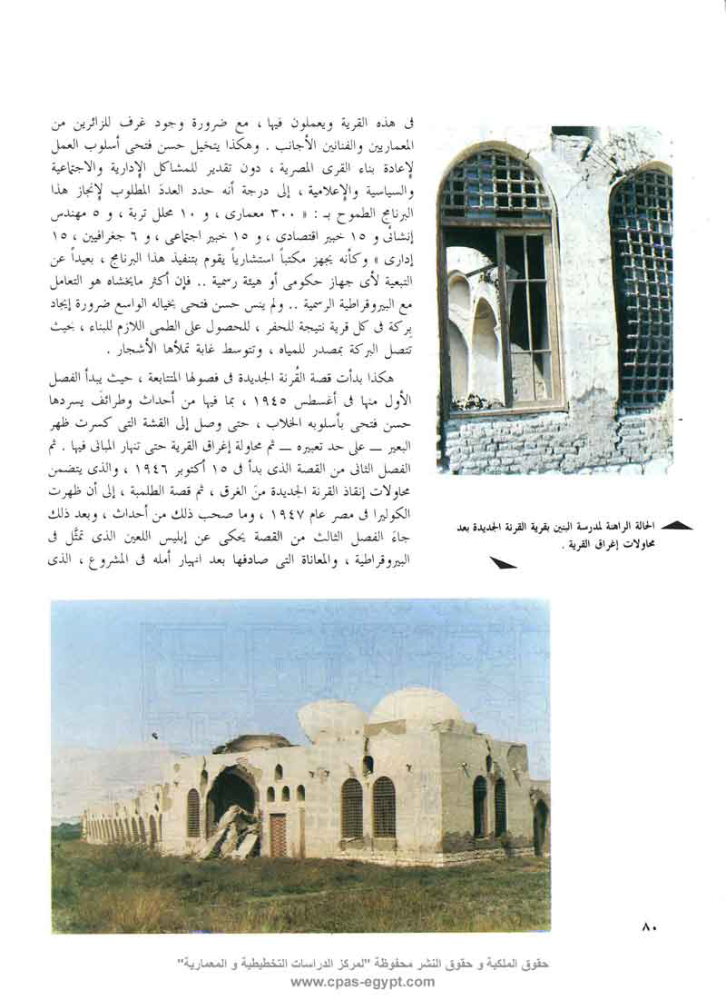 فى هذه القرية ويعملون فيها ، مع ضرورة وجود غرف للزائرين من
المعماريين والفنانين الأجانب . وهكذا يتخيل حسن فتحى أسلوب العمل
لإعادة بناء القرى المصرية ، دون تقدير للمشاكل الإدارية والاجتماعية
والسياسية والإعلامية ، إلى درجة أنه حدد العددَ المطلوب لإنجاز هذا
البرنامج الطموح بـ : « ٣٠٠ معمارى ، و ١٠ محلل تربة ، و ٥ مهندس
إنشائى و ١٥ خبير اقتصادى ، و ١٥ خبير اجتماعى ، و ٦ جغرافيين ، ١٥
إدارى » وكأنه يجهز مكتباً استشارياً يقوم بتنفيذ هذا البرنامج ، بعيداً عن
التبعية لأى جهاز حكومى أو هيئة رسمية .. فإن أكثر مايخشاه هو التعامل
مع البيروقراطية الرسمية .. ولم ينس حسن فتحى بخياله الواسع ضرورة إيجاد
بركة فى كل قرية نتيجة للحفر ، للحصول على الطمى اللازم للبناء ، بحيث
تتصل البركة بمصدر للمياه ، وتتوسط غابة تملأها الأشجار .
هكذا بدأت قصة القُرنة الجديدة فى فصولها المتتابعة ، حيث يبدأ الفصل
الأول منها فى أغسطس ١٩٤٥ ، بما فيها من أحداث وطرائفَ يسردها
حسن فتحى بأسلوبه الخلاب ، حتى وصل إلى القشة التى كسرت ظهر
البعير ــ على حد تعبيره ــ ثم محاولة إغراق القرية حتى تنهار المبانى فيها . ثم
الفصل الثانى من القصة الذى بدأ فى ١٥ أكتوبر ١٩٤٦ ، والذى يتضمن
محاولات إنقاذ القرنة الجديدة من الغرق ، ثم قصة الطلمبة ، إلى أن ظهرت
الكوليرا فى مصر عام ١٩٤٧ ، وما صحب ذلك من أحداث ، وبعد ذلك
جاءَ الفصل الثالث من القصة يحكى عن إبليس اللعين الذى تمثَّل فى
البيروقراطية ، والمعاناة التى صادفها بعد انهيار أمله فى المشروع ، الذى
الحالة الراهنة لمدرسة البنين بقرية القرنة الجديدة بعد
محاولات إغراق القرية .
٨٠
حقوق الملكية و حقوق النشر محفوظة "لمركز الدراسات التخطيطية و المعمارية"
www.cpas-egypt.com